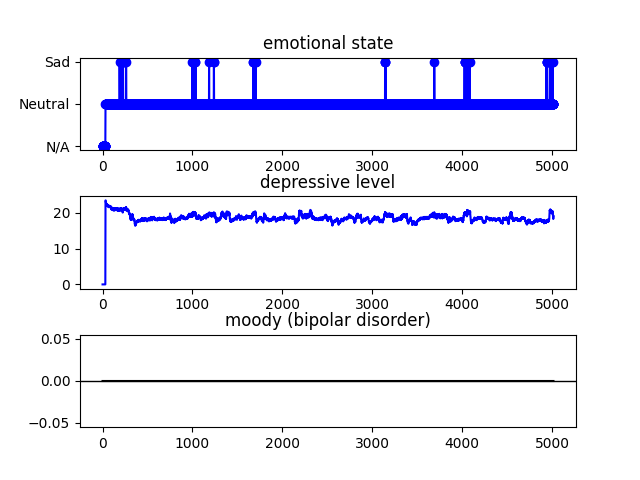 emotional state
Sad
Neutral
N/A
0 1000 2000 3000 4000 5000
depressive level
20
10
0
0 1000 2000 3000 4000 5000
moody (bipolar disorder)
0.05
0.00
−0.05
0 1000 2000 3000 4000 5000